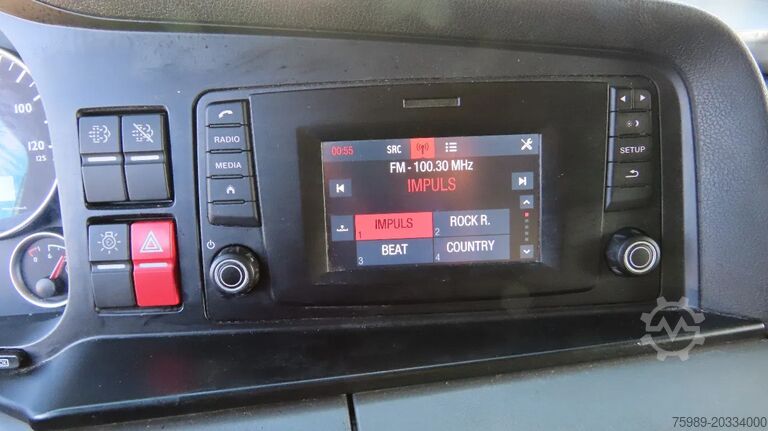 100
120
125
RADIO
MEDIA
SETUP
00:55 SRC
FM - 100.30 MHz
IMPULS
1 IMPULS 2 ROCK R.
3 BEAT 4 COUNTRY
75989-20334000